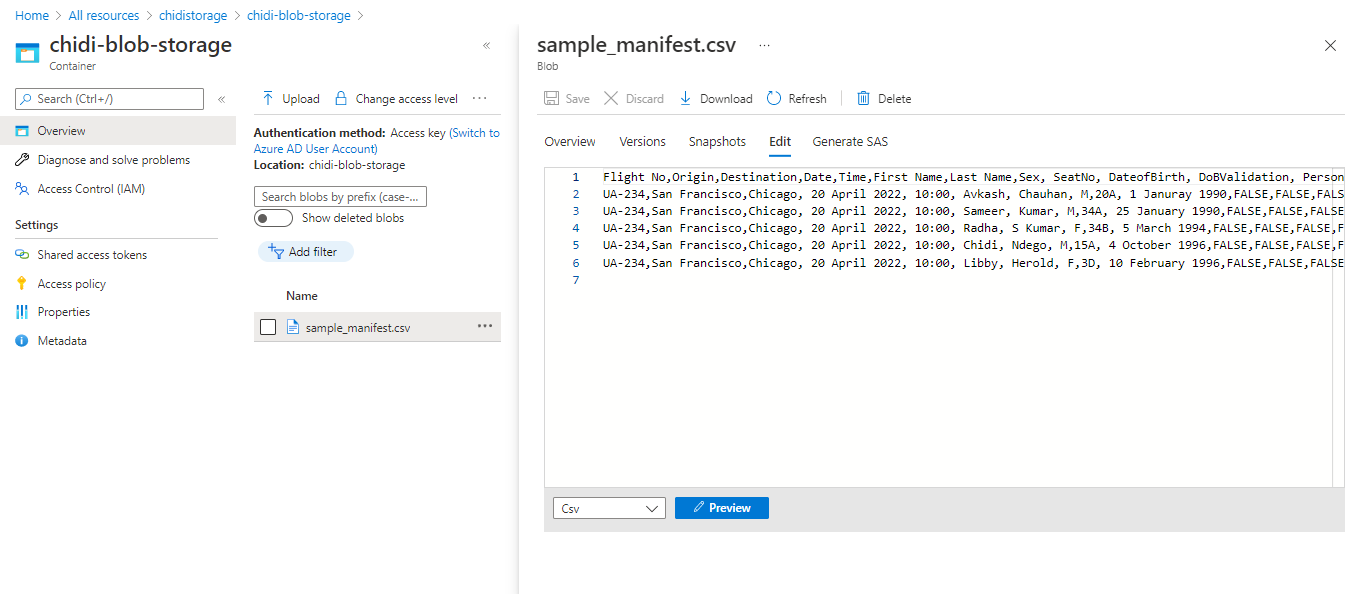 Home > All resources > chidistorage > chidi-blob-storage >
chidi-blob-storage
Container
Search (Ctrl+/)
Overview
Diagnose and solve problems
Access Control (IAM)
Settings
Shared access tokens
Access policy
Properties
Metadata
Upload Change access level ...
Authentication method: Access key (Switch to
Azure AD User Account)
Location: chidi-blob-storage
Search blobs by prefix (case-...
Show deleted blobs
Add filter
Name
sample_manifest.csv ...
sample_manifest.csv ...
Blob
Save Discard Download Refresh Delete
Overview Versions Snapshots Edit Generate SAS
1 Flight No,Origin,Destination,Date,Time,First Name,Last Name,Sex, SeatNo, DateofBirth, DoBValidation, Person
2 UA-234,San Francisco,Chicago, 20 April 2022, 10:00, Avkash, Chauhan, M,20A, 1 Januray 1990,FALSE,FALSE,FALS
3 UA-234,San Francisco,Chicago, 20 April 2022, 10:00, Sameer, Kumar, M,34A, 25 January 1990,FALSE,FALSE,FALSE
4 UA-234,San Francisco,Chicago, 20 April 2022, 10:00, Radha, S Kumar, F,34B, 5 March 1994,FALSE,FALSE,FALSE,F
5 UA-234,San Francisco,Chicago, 20 April 2022, 10:00, Chidi, Ndego, M,15A, 4 October 1996,FALSE,FALSE,FALSE,F
6 UA-234,San Francisco,Chicago, 20 April 2022, 10:00, Libby, Herold, F,3D, 10 February 1996,FALSE,FALSE,FALSE
7
Csv
Preview